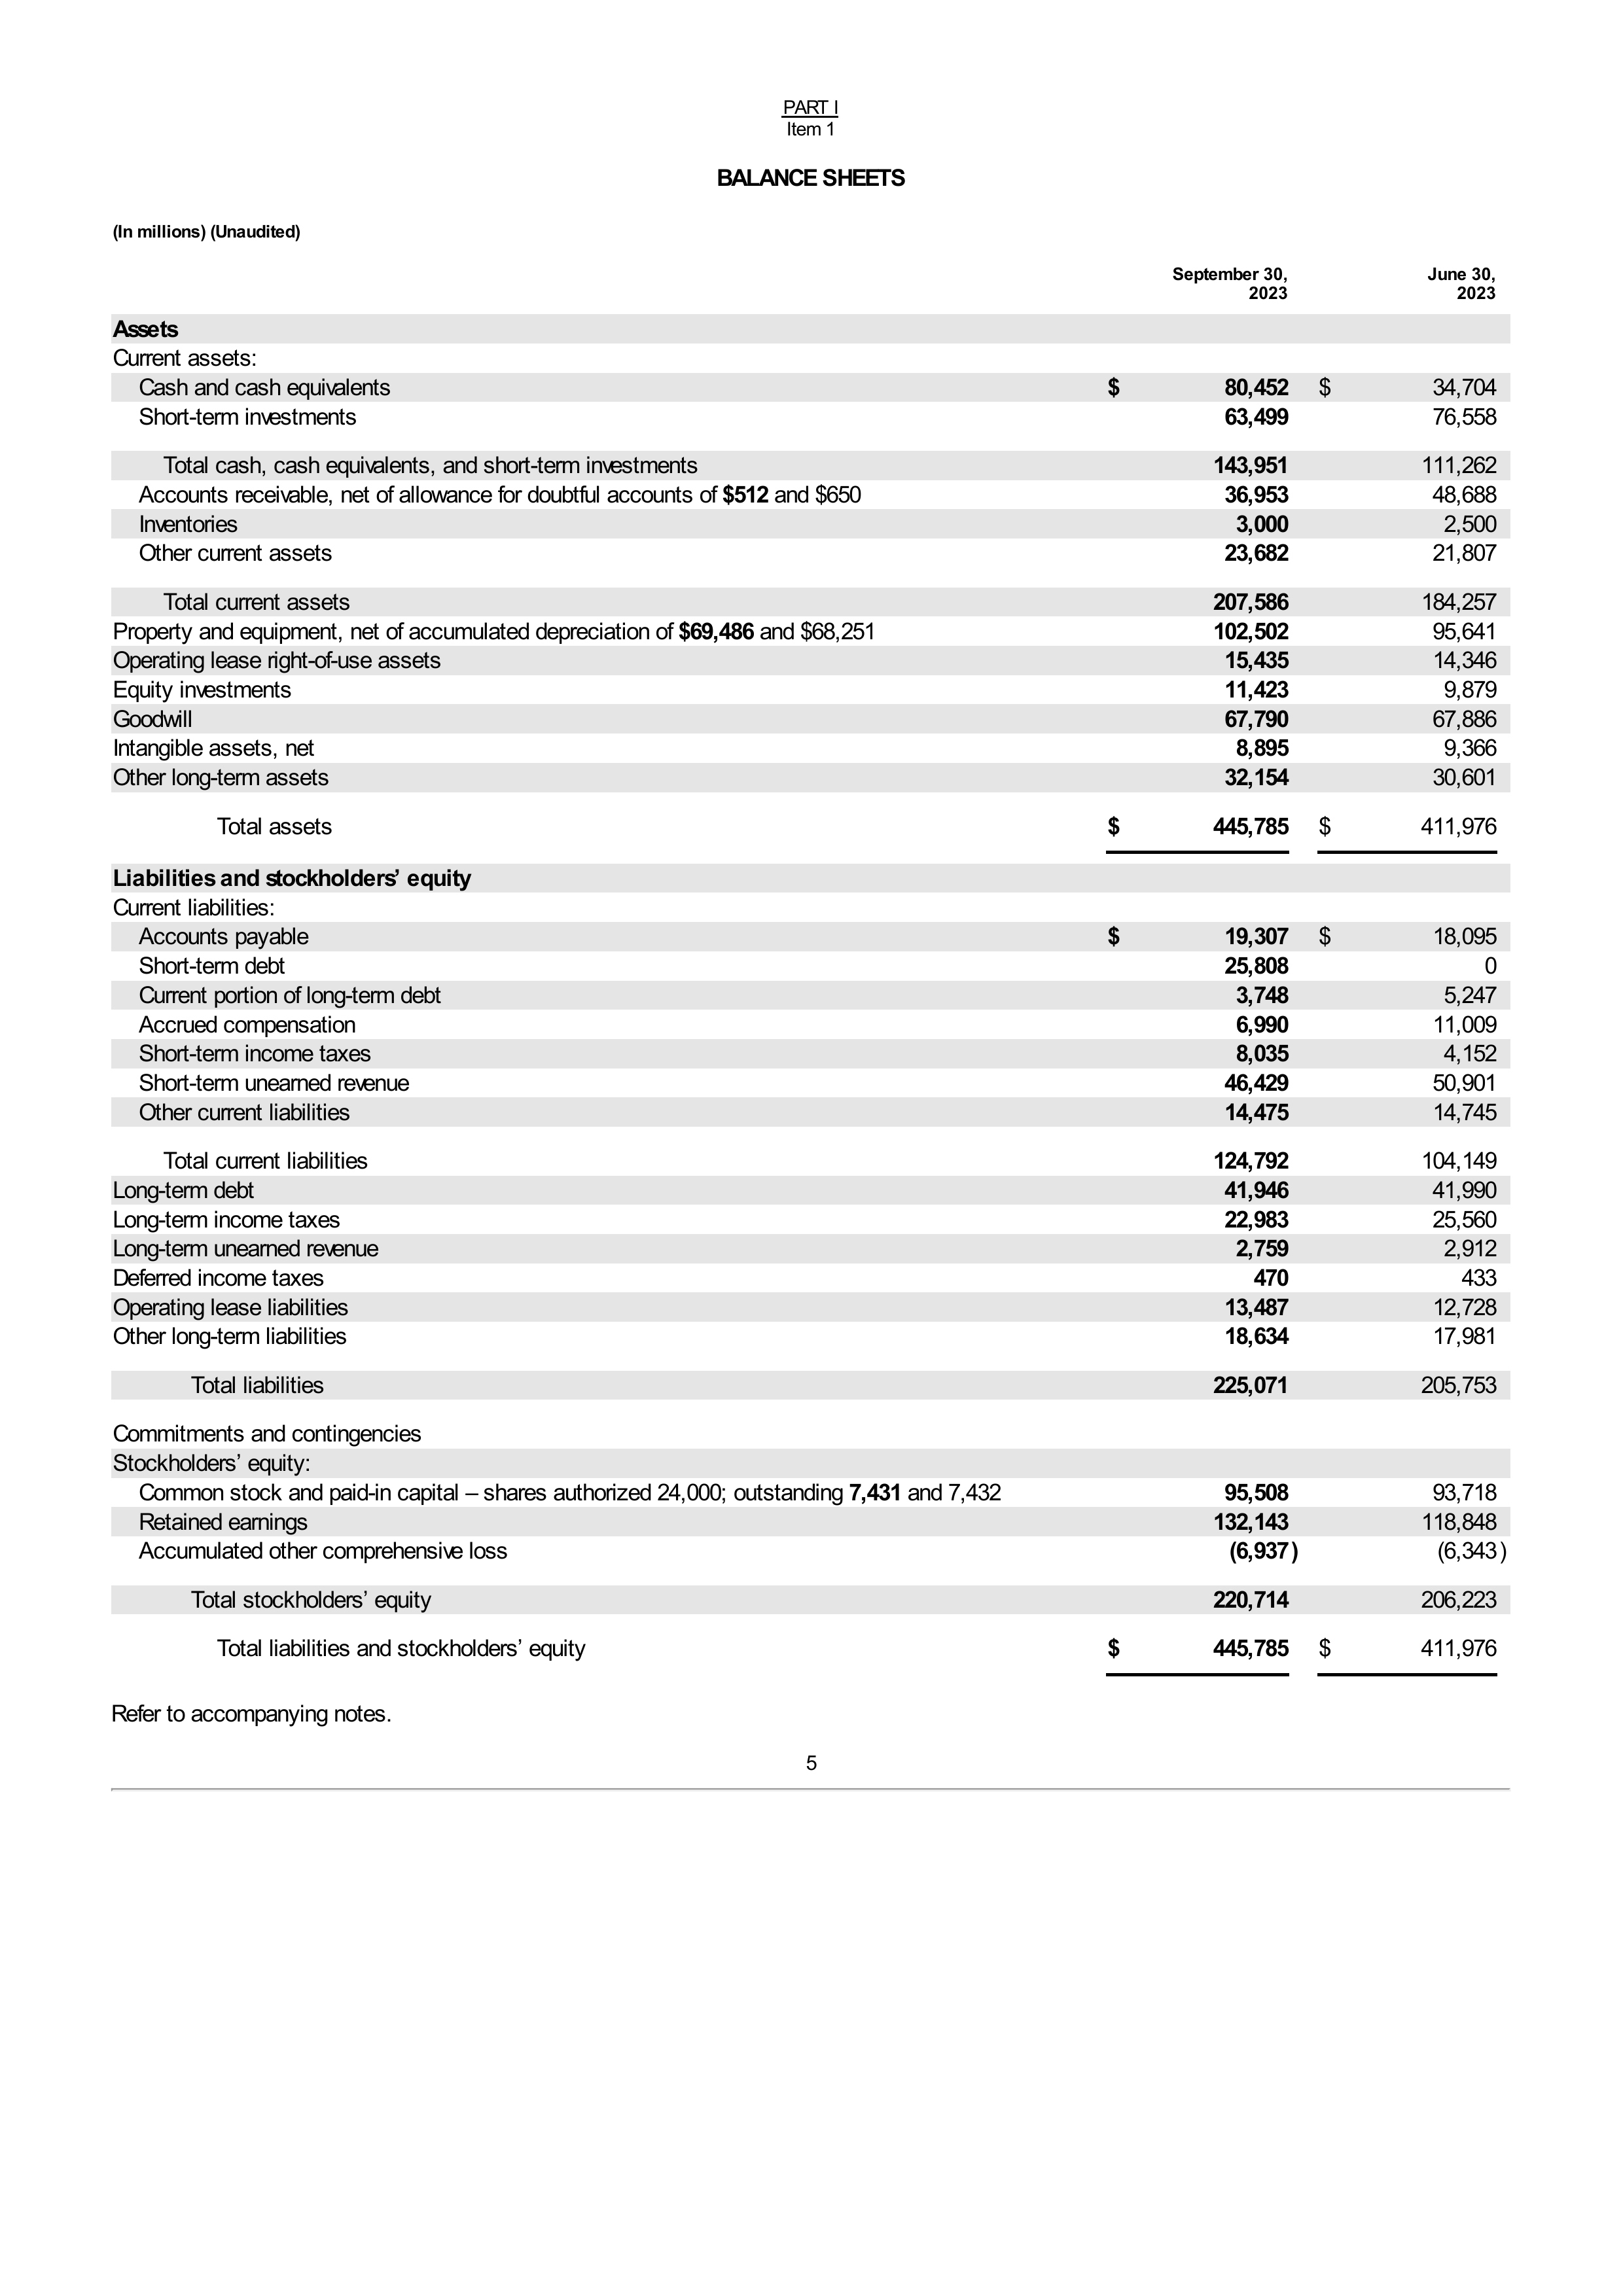 PART I
Item 1
BALANCE SHEETS
(In millions) (Unaudited)
September 30, 2023 June 30, 2023
Assets
Current assets:
Cash and cash equivalents $ 80,452 $ 34,704
Short-term investments 63,499 76,558
Total cash, cash equivalents, and short-term investments 143,951 111,262
Accounts receivable, net of allowance for doubtful accounts of $512 and $650 36,953 48,688
Inventories 3,000 2,500
Other current assets 23,682 21,807
Total current assets 207,586 184,257
Property and equipment, net of accumulated depreciation of $69,486 and $68,251 102,502 95,641
Operating lease right-of-use assets 15,435 14,346
Equity investments 11,423 9,879
Goodwill 67,790 67,886
Intangible assets, net 8,895 9,366
Other long-term assets 32,154 30,601
Total assets $ 445,785 $ 411,976
Liabilities and stockholders’ equity
Current liabilities:
Accounts payable $ 19,307 $ 18,095
Short-term debt 25,808 0
Current portion of long-term debt 3,748 5,247
Accrued compensation 6,990 11,009
Short-term income taxes 8,035 4,152
Short-term unearned revenue 46,429 50,901
Other current liabilities 14,475 14,745
Total current liabilities 124,792 104,149
Long-term debt 41,946 41,990
Long-term income taxes 22,983 25,560
Long-term unearned revenue 2,759 2,912
Deferred income taxes 470 433
Operating lease liabilities 13,487 12,728
Other long-term liabilities 18,634 17,981
Total liabilities 225,071 205,753
Commitments and contingencies
Stockholders’ equity:
Common stock and paid-in capital – shares authorized 24,000; outstanding 7,431 and 7,432 95,508 93,718
Retained earnings 132,143 118,848
Accumulated other comprehensive loss (6,937) (6,343)
Total stockholders’ equity 220,714 206,223
Total liabilities and stockholders’ equity $ 445,785 $ 411,976
Refer to accompanying notes.
5